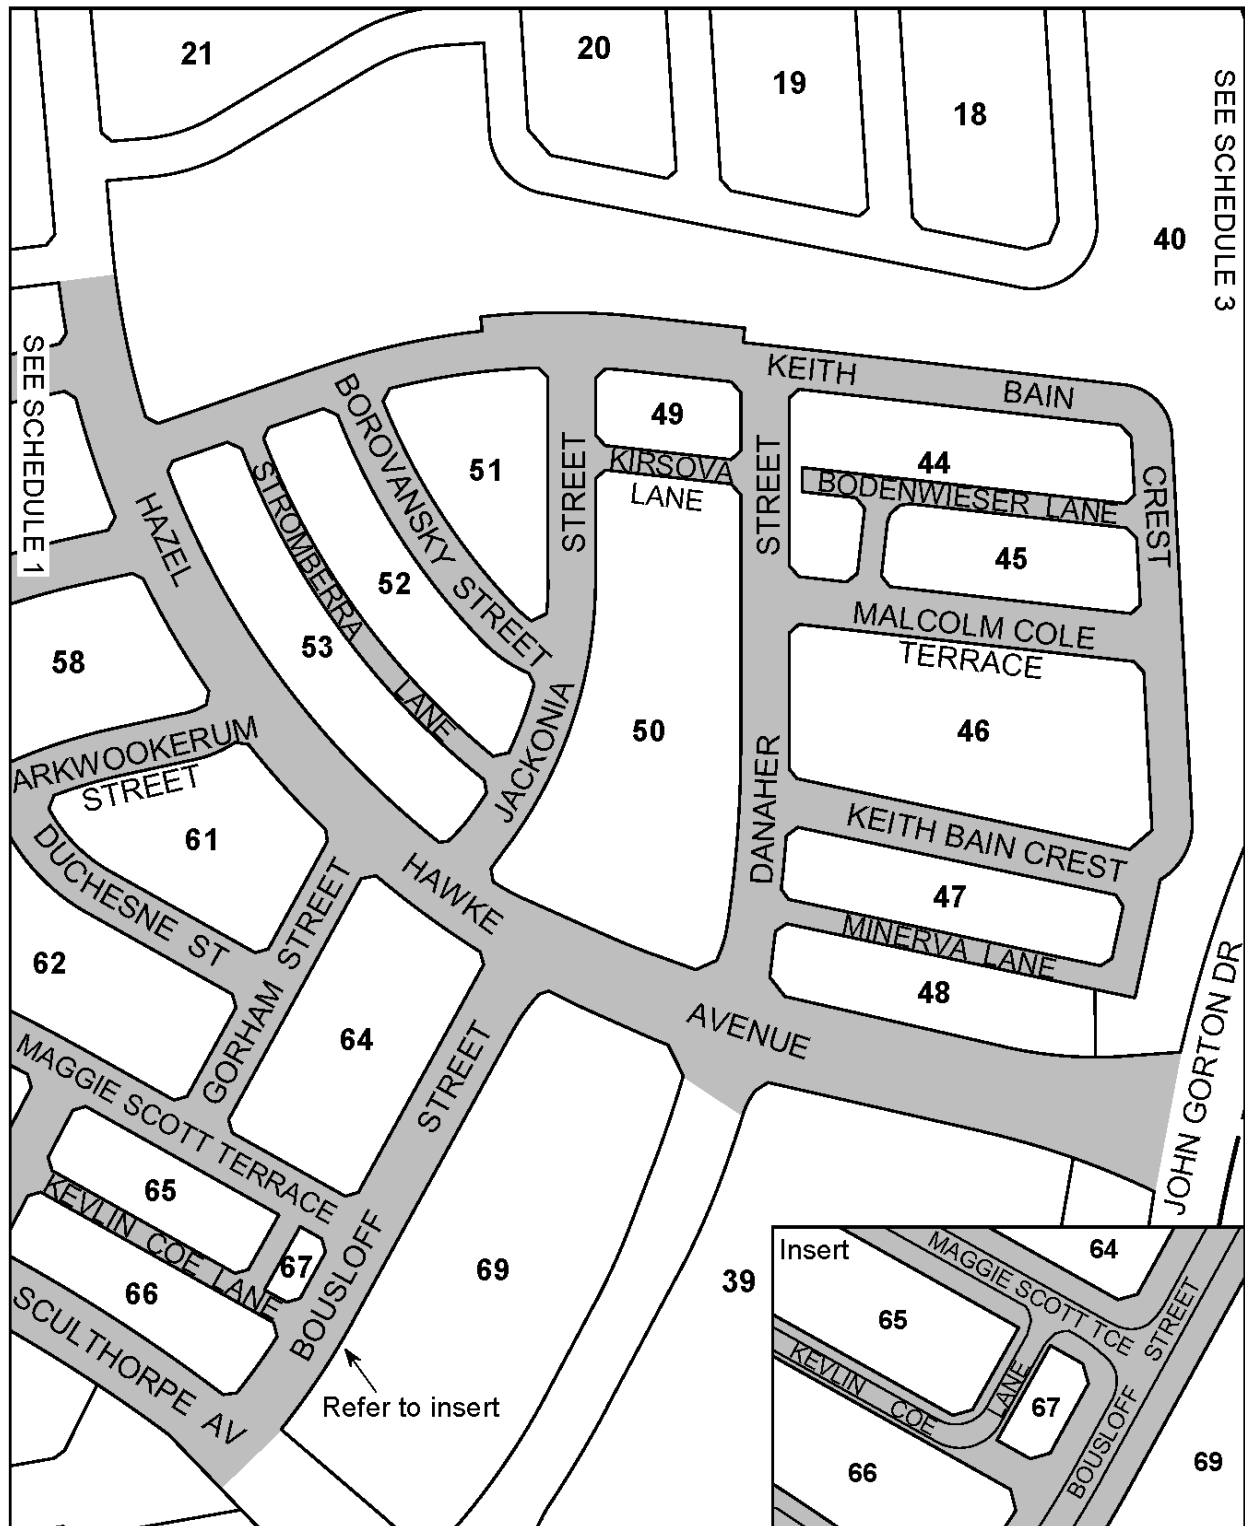 21
20
19
18
SEE SCHEDULE 3
40
SEE SCHEDULE 1
KEITH BAIN CREST
BOROVANSKY STREET
49
51
STREET
KIRSOVA
LANE
STREET
44
BODENWIESER LANE
STROMBERRA LANE
HAZEL
52
45
MALCOLM COLE
TERRACE
53
58
JACKONIA
50
46
ARKWOOKERUM
STREET
DANAHER
61
KEITH BAIN CREST
DUCHESNE ST
HAWKE
47
MINERVA LANE
62
GORHAM STREET
48
AVENUE
64
JOHN GORTON DR
MAGGIE SCOTT TERRACE
STREET
65
KEVLIN COE LANE
67
BOUSLOFF
69
39
66
SCULTHORPE AV
Refer to insert
Insert
64
MAGGIE SCOTT TCE
65
STREET
KEVLIN COE LANE
67
BOUSLOFF
66
69